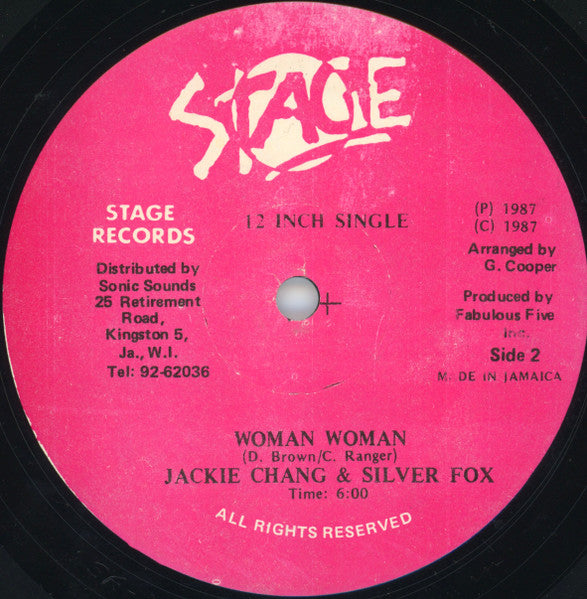 STAGE
STAGE
RECORDS
Distributed by
Sonic Sounds
25 Retirement
Road,
Kingston 5,
Ja., W.I.
Tel: 92-62036
12 INCH SINGLE
(P) 1987
(C) 1987
Arranged by
G. Cooper
Produced by
Fabulous Five
Inc.
Side 2
M DE IN JAMAICA
WOMAN WOMAN
(D. Brown/C. Ranger)
JACKIE CHANG & SILVER FOX
Time: 6:00
ALL RIGHTS RESERVED